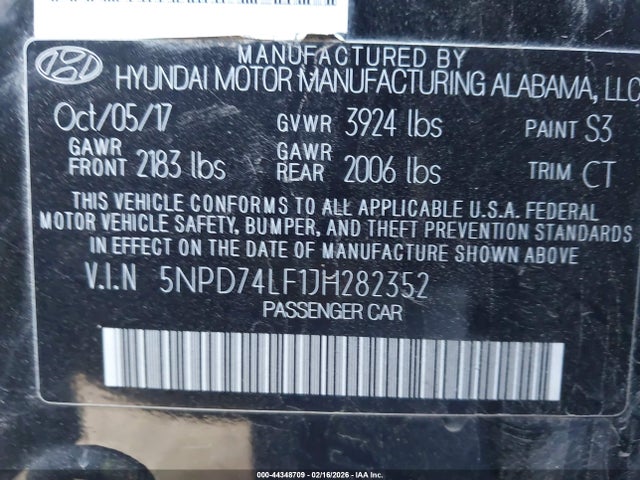 MANUFACTURED BY
HYUNDAI MOTOR MANUFACTURING ALABAMA, LLC
Oct/05/17 GVWR 3924 lbs PAINT S3
GAWR FRONT 2183 lbs GAWR REAR 2006 lbs TRIM CT
THIS VEHICLE CONFORMS TO ALL APPLICABLE U.S.A. FEDERAL
MOTOR VEHICLE SAFETY, BUMPER, AND THEFT PREVENTION STANDARDS
IN EFFECT ON THE DATE OF MANUFACTURE SHOWN ABOVE
V.I.N 5NPD74LF1JH282352
PASSENGER CAR
000-44348709 - 02/16/2026 - IAA Inc.